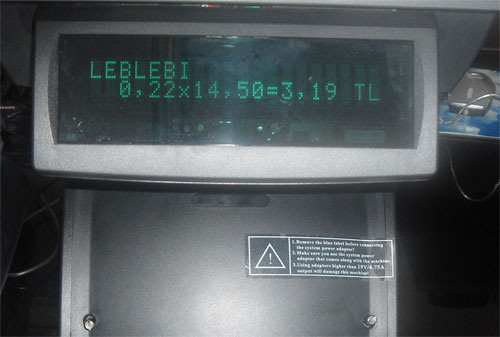 LEBLEBI
0,22x14,50=3,19 TL
1.Remove the blue label before connecting
the system power adaptor!
2.Make sure you use the system power
adaptor that comes along with the machine.
3.Using adaptors higher than 19V/4.75A
output will damage this machine!